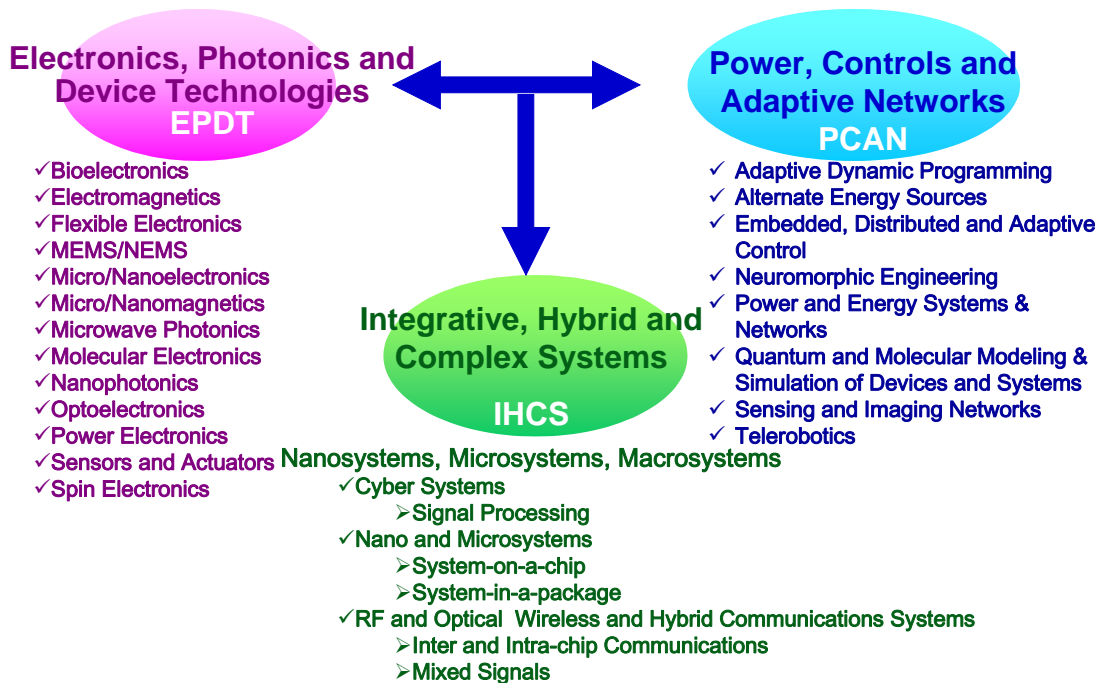 Electronics, Photonics and
Device Technologies
EPDT
✓Bioelectronics
✓Electromagnetics
✓Flexible Electronics
✓MEMS/NEMS
✓Micro/Nanoelectronics
✓Micro/Nanomagnetics
✓Microwave Photonics
✓Molecular Electronics
✓Nanophotonics
✓Optoelectronics
✓Power Electronics
✓Sensors and Actuators
✓Spin Electronics
Power, Controls and
Adaptive Networks
PCAN
✓ Adaptive Dynamic Programming
✓ Alternate Energy Sources
✓ Embedded, Distributed and Adaptive
Control
✓ Neuromorphic Engineering
✓ Power and Energy Systems &
Networks
✓ Quantum and Molecular Modeling &
Simulation of Devices and Systems
✓ Sensing and Imaging Networks
✓ Telerobotics
Integrative, Hybrid and
Complex Systems
IHCS
Nanosystems, Microsystems, Macrosystems
✓Cyber Systems
➢Signal Processing
✓Nano and Microsystems
➢System-on-a-chip
➢System-in-a-package
✓RF and Optical Wireless and Hybrid Communications Systems
➢Inter and Intra-chip Communications
➢Mixed Signals